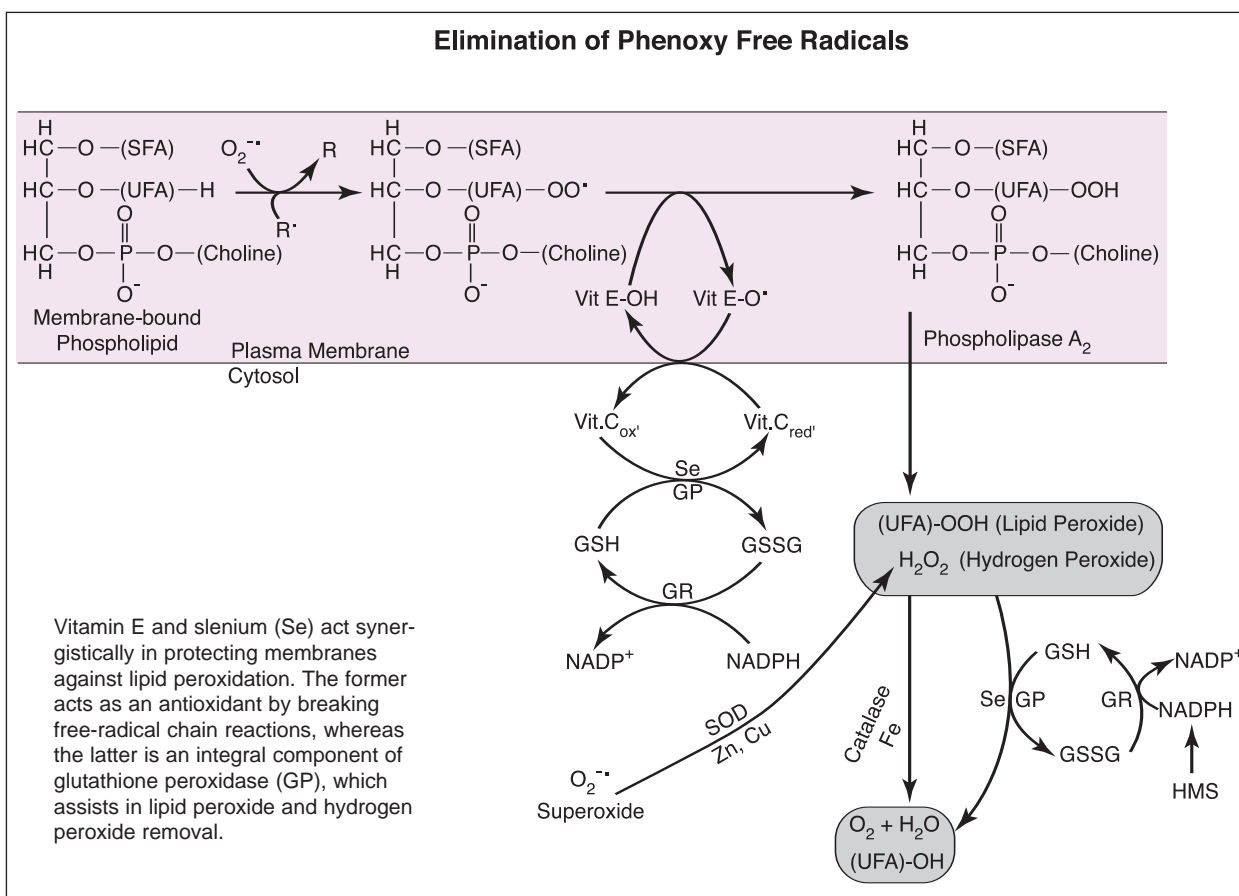 Elimination of Phenoxy Free Radicals
H
HC—O—(SFA)
HC—O—(UFA)—H
O
HC—O—P—O—(Choline)
H
O-
Membrane-bound
Phospholipid
O2-•
R
R•
H
HC—O—(SFA)
HC—O—(UFA)—OO•
O
HC—O—P—O—(Choline)
H
O-
Vit E-OH
Vit E-O•
H
HC—O—(SFA)
HC—O—(UFA)—OOH
O
HC—O—P—O—(Choline)
H
O-
Phospholipase A2
Plasma Membrane
Cytosol
Vit.Cox'
Vit.Cred'
Se
GP
GSH
GSSG
GR
NADP+
NADPH
(UFA)-OOH (Lipid Peroxide)
H2O2 (Hydrogen Peroxide)
SOD
Zn, Cu
O2-•
Superoxide
Catalase
Fe
Se
GP
GSH
GSSG
GR
NADP+
NADPH
HMS
O2 + H2O
(UFA)-OH
Vitamin E and slenium (Se) act syner-
gistically in protecting membranes
against lipid peroxidation. The former
acts as an antioxidant by breaking
free-radical chain reactions, whereas
the latter is an integral component of
glutathione peroxidase (GP), which
assists in lipid peroxide and hydrogen
peroxide removal.